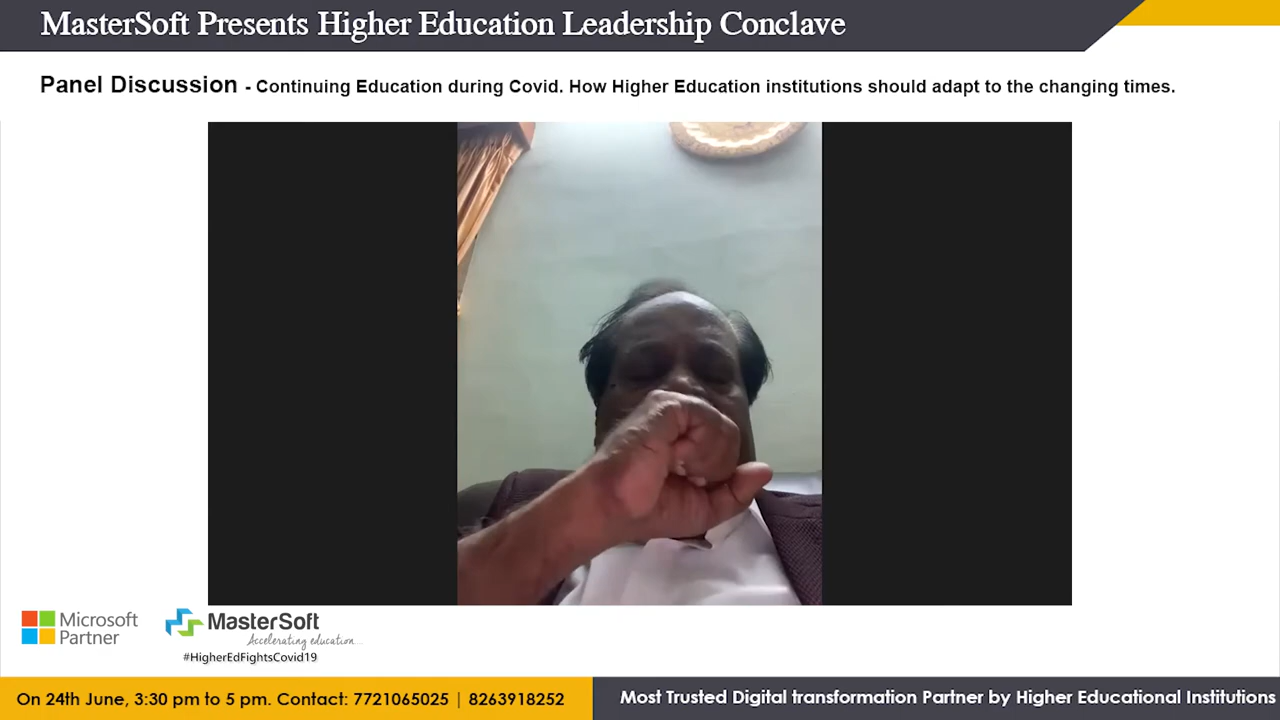 MasterSoft Presents Higher Education Leadership Conclave
Panel Discussion - Continuing Education during Covid. How Higher Education institutions should adapt to the changing times.
Microsoft
Partner
MasterSoft
Accelerating education...
#HigherEdFightsCovid19
On 24th June, 3:30 pm to 5 pm. Contact: 7721065025 | 8263918252
Most Trusted Digital transformation Partner by Higher Educational Institutions